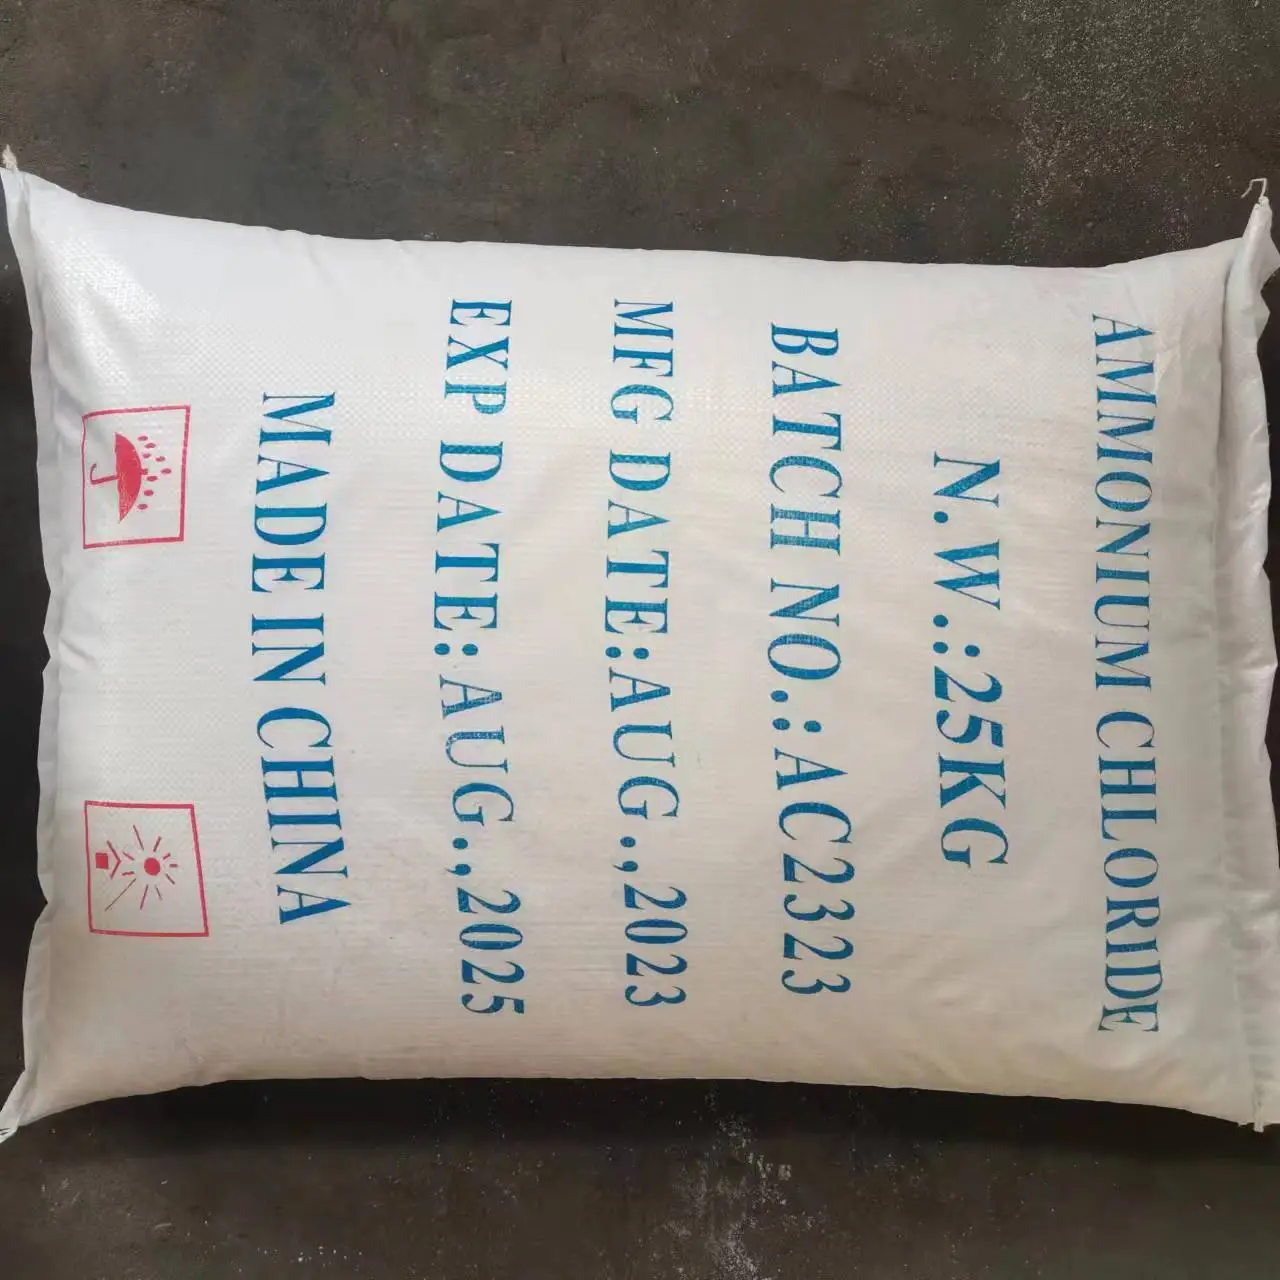 AMMONIUM CHLORIDE
N.W.:25KG
BATCH NO.:AC2323
MFG DATE:AUG.,2023
EXP DATE:AUG.,2025
MADE IN CHINA